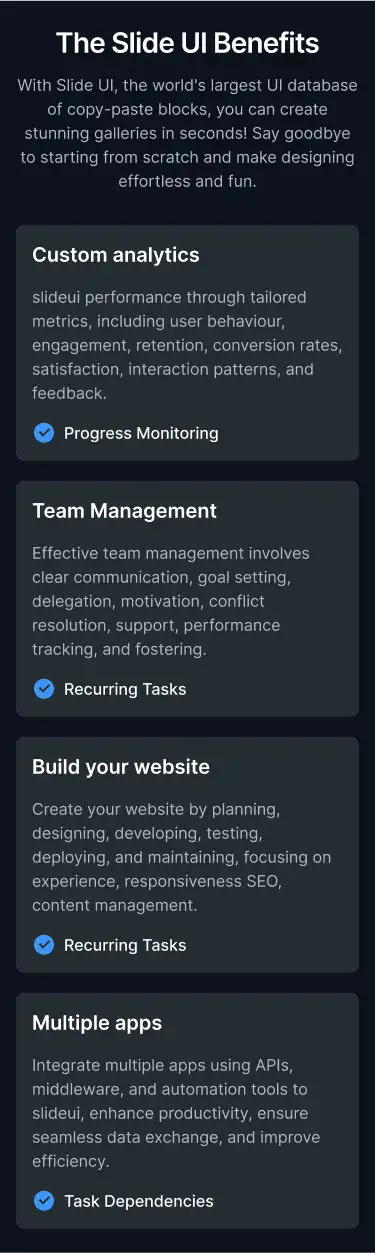 The Slide UI Benefits
With Slide UI, the world's largest UI database
of copy-paste blocks, you can create
stunning galleries in seconds! Say goodbye
to starting from scratch and make designing
effortless and fun.
Custom analytics
slideui performance through tailored
metrics, including user behaviour,
engagement, retention, conversion rates,
satisfaction, interaction patterns, and
feedback.
Progress Monitoring
Team Management
Effective team management involves
clear communication, goal setting,
delegation, motivation, conflict
resolution, support, performance
tracking, and fostering.
Recurring Tasks
Build your website
Create your website by planning,
designing, developing, testing,
deploying, and maintaining, focusing on
experience, responsiveness SEO,
content management.
Recurring Tasks
Multiple apps
Integrate multiple apps using APIs,
middleware, and automation tools to
slideui, enhance productivity, ensure
seamless data exchange, and improve
efficiency.
Task Dependencies